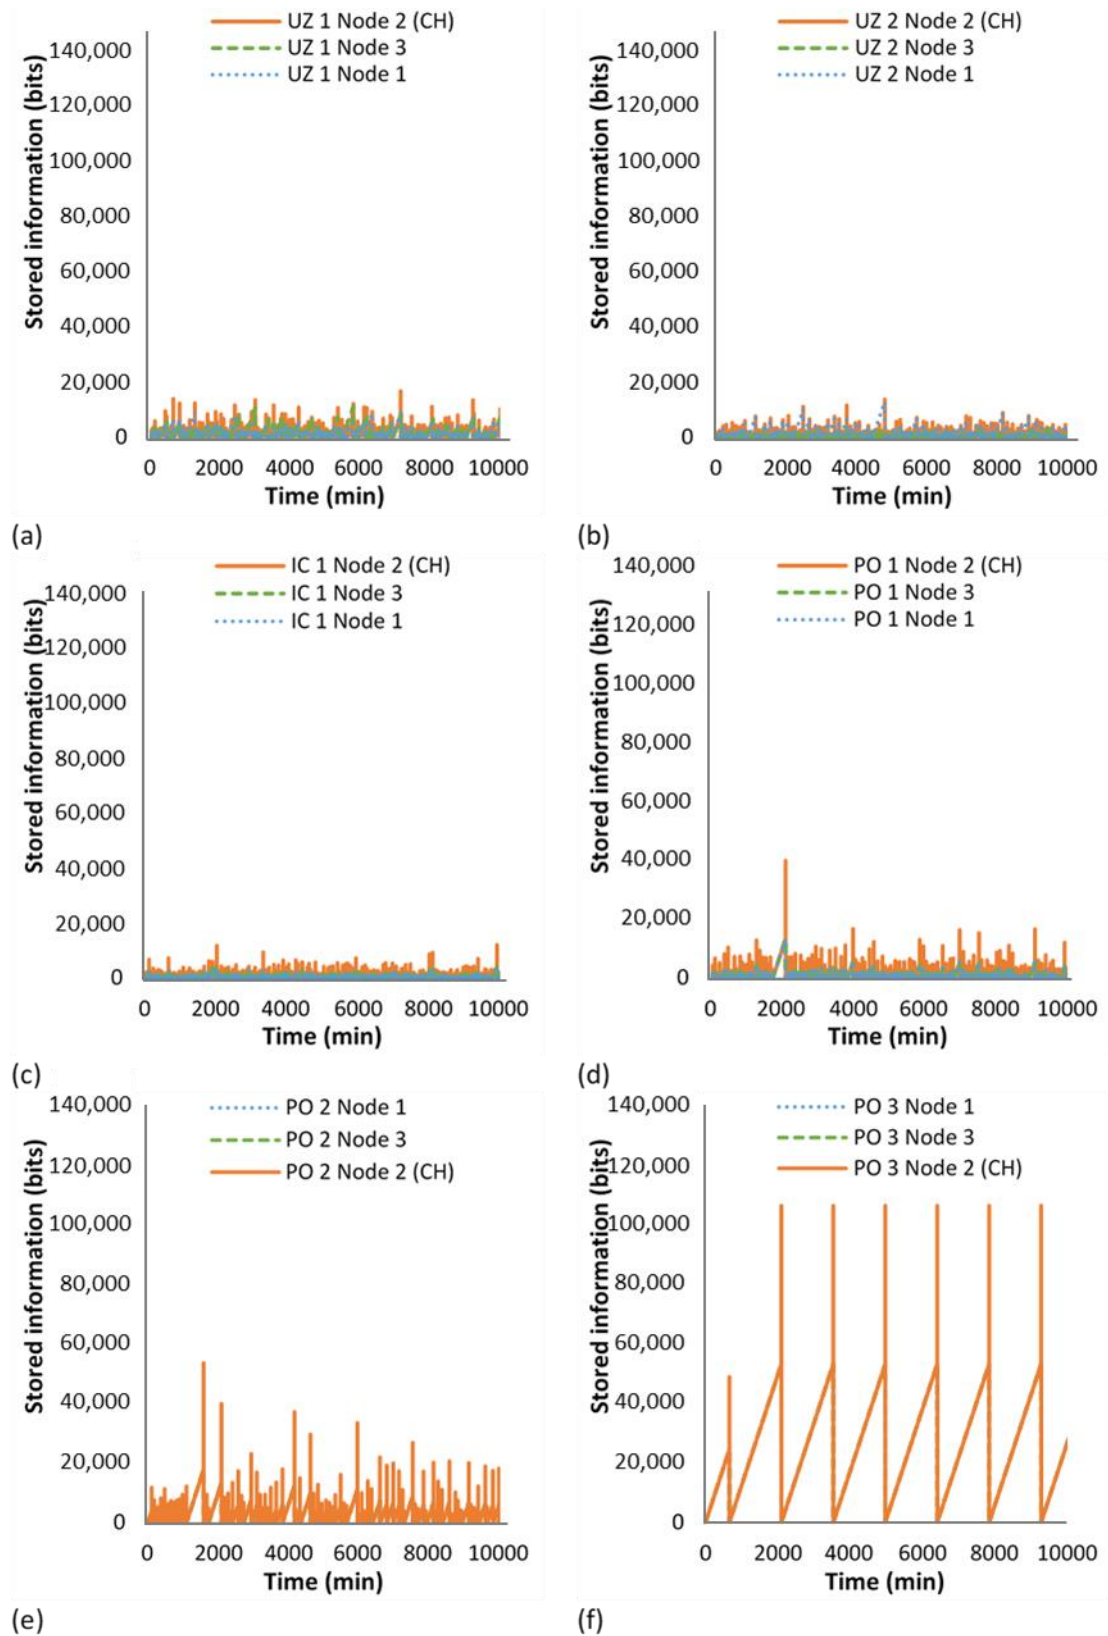 UZ 1 Node 2 (CH)
UZ 1 Node 3
UZ 1 Node 1
Stored information (bits)
140,000
120,000
100,000
80,000
60,000
40,000
20,000
0
0 2000 4000 6000 8000 10000
Time (min)
(a)
UZ 2 Node 2 (CH)
UZ 2 Node 3
UZ 2 Node 1
Stored information (bits)
140,000
120,000
100,000
80,000
60,000
40,000
20,000
0
0 2000 4000 6000 8000 10000
Time (min)
(b)
IC 1 Node 2 (CH)
IC 1 Node 3
IC 1 Node 1
Stored information (bits)
140,000
120,000
100,000
80,000
60,000
40,000
20,000
0
0 2000 4000 6000 8000 10000
Time (min)
(c)
PO 1 Node 2 (CH)
PO 1 Node 3
PO 1 Node 1
Stored information (bits)
140,000
120,000
100,000
80,000
60,000
40,000
20,000
0
0 2000 4000 6000 8000 10000
Time (min)
(d)
PO 2 Node 1
PO 2 Node 3
PO 2 Node 2 (CH)
Stored information (bits)
140,000
120,000
100,000
80,000
60,000
40,000
20,000
0
0 2000 4000 6000 8000 10000
Time (min)
(e)
PO 3 Node 1
PO 3 Node 3
PO 3 Node 2 (CH)
Stored information (bits)
140,000
120,000
100,000
80,000
60,000
40,000
20,000
0
0 2000 4000 6000 8000 10000
Time (min)
(f)